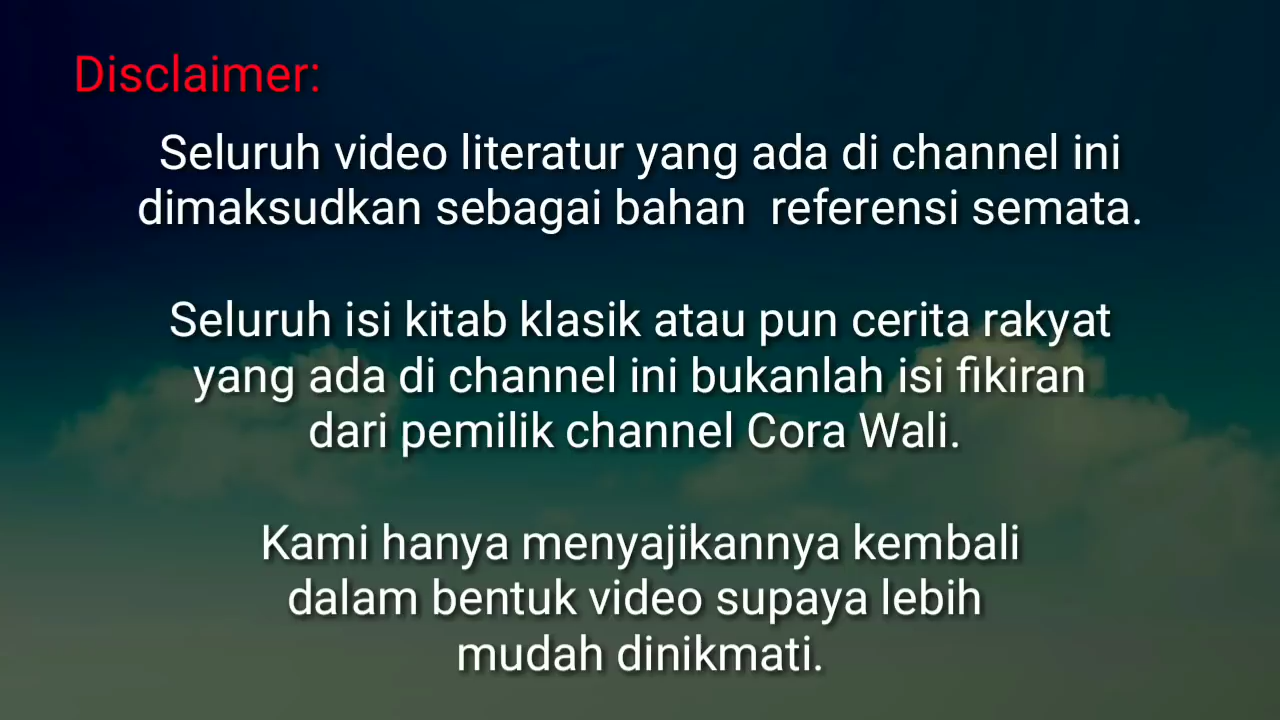 Disclaimer:
Seluruh video literatur yang ada di channel ini
dimaksudkan sebagai bahan  referensi semata.
Seluruh isi kitab klasik atau pun cerita rakyat
yang ada di channel ini bukanlah isi fikiran
dari pemilik channel Cora Wali.
Kami hanya menyajikannya kembali
dalam bentuk video supaya lebih
mudah dinikmati.